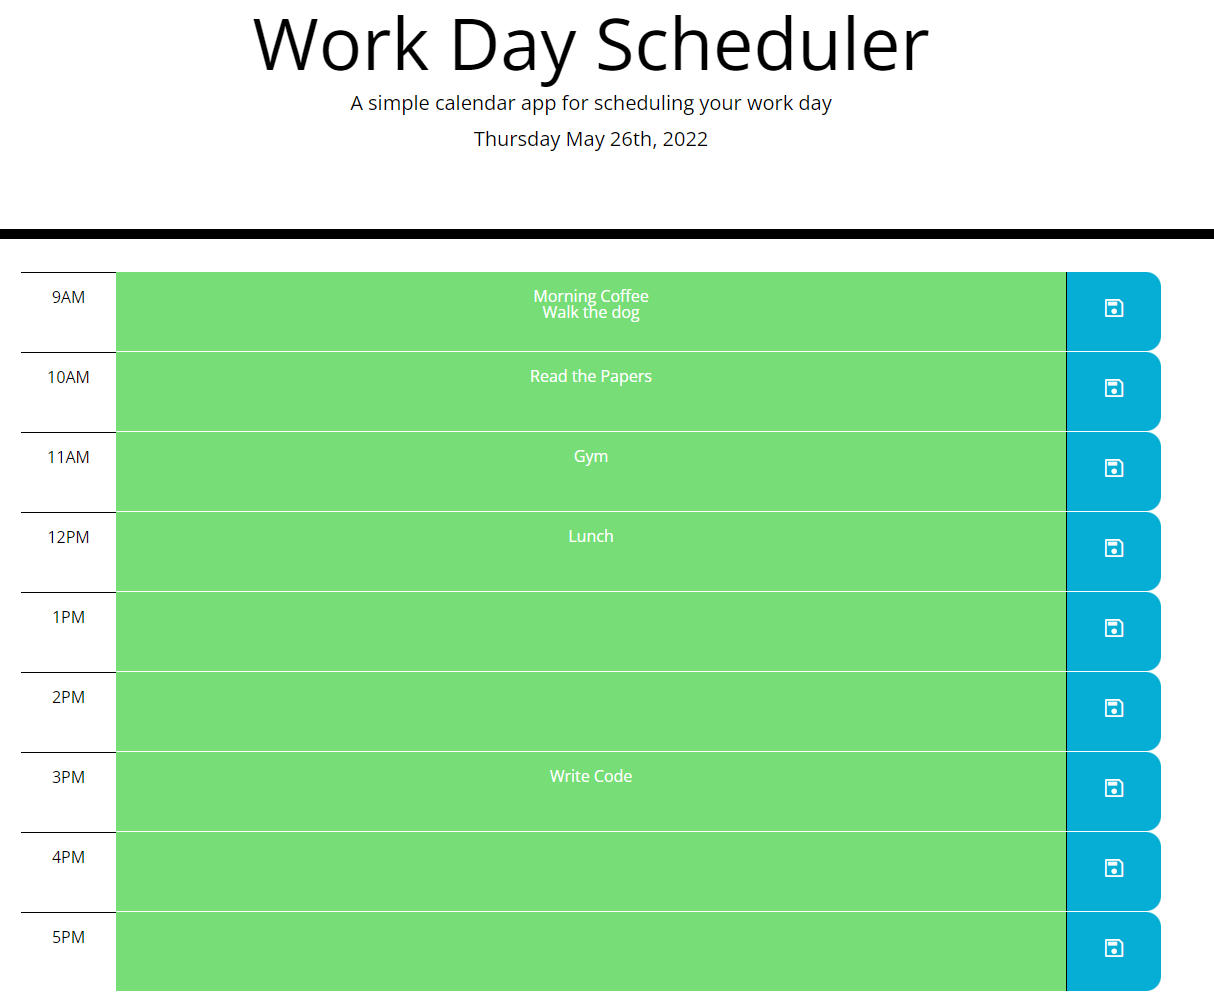 Work Day Scheduler
A simple calendar app for scheduling your work day
Thursday May 26th, 2022
9AM
Morning Coffee
Walk the dog
10AM
Read the Papers
11AM
Gym
12PM
Lunch
1PM
2PM
3PM
Write Code
4PM
5PM